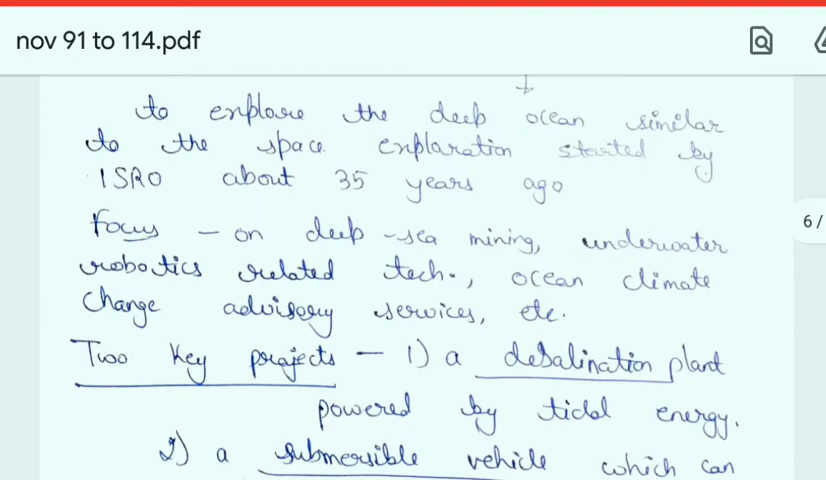 nov 91 to 114.pdf
to explore the deep ocean similar
to the space exploration started by
ISRO about 35 years ago
6/
focus - on deep-sea mining, underwater
robotics related tech., ocean climate
change advisory services, etc.
Two Key projects - 1) a desalination plant
powered by tidal energy.
2) a submersible vehicle which can